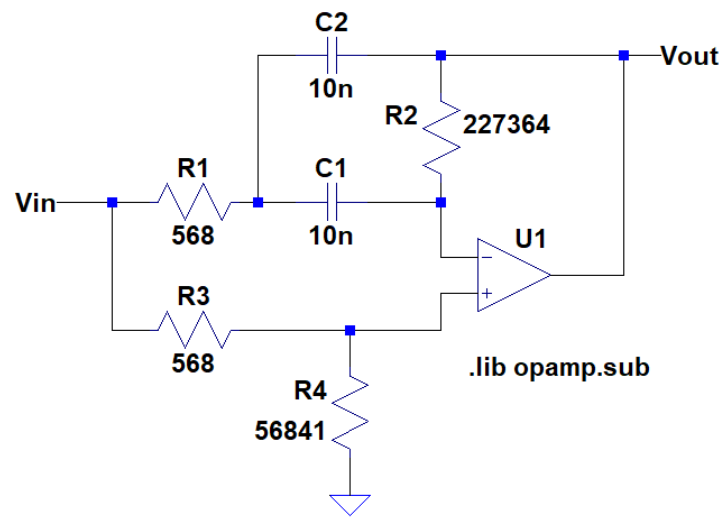 C2
10n
Vout
R2
227364
R1
C1
Vin
568
10n
U1
R3
568
.lib opamp.sub
R4
56841